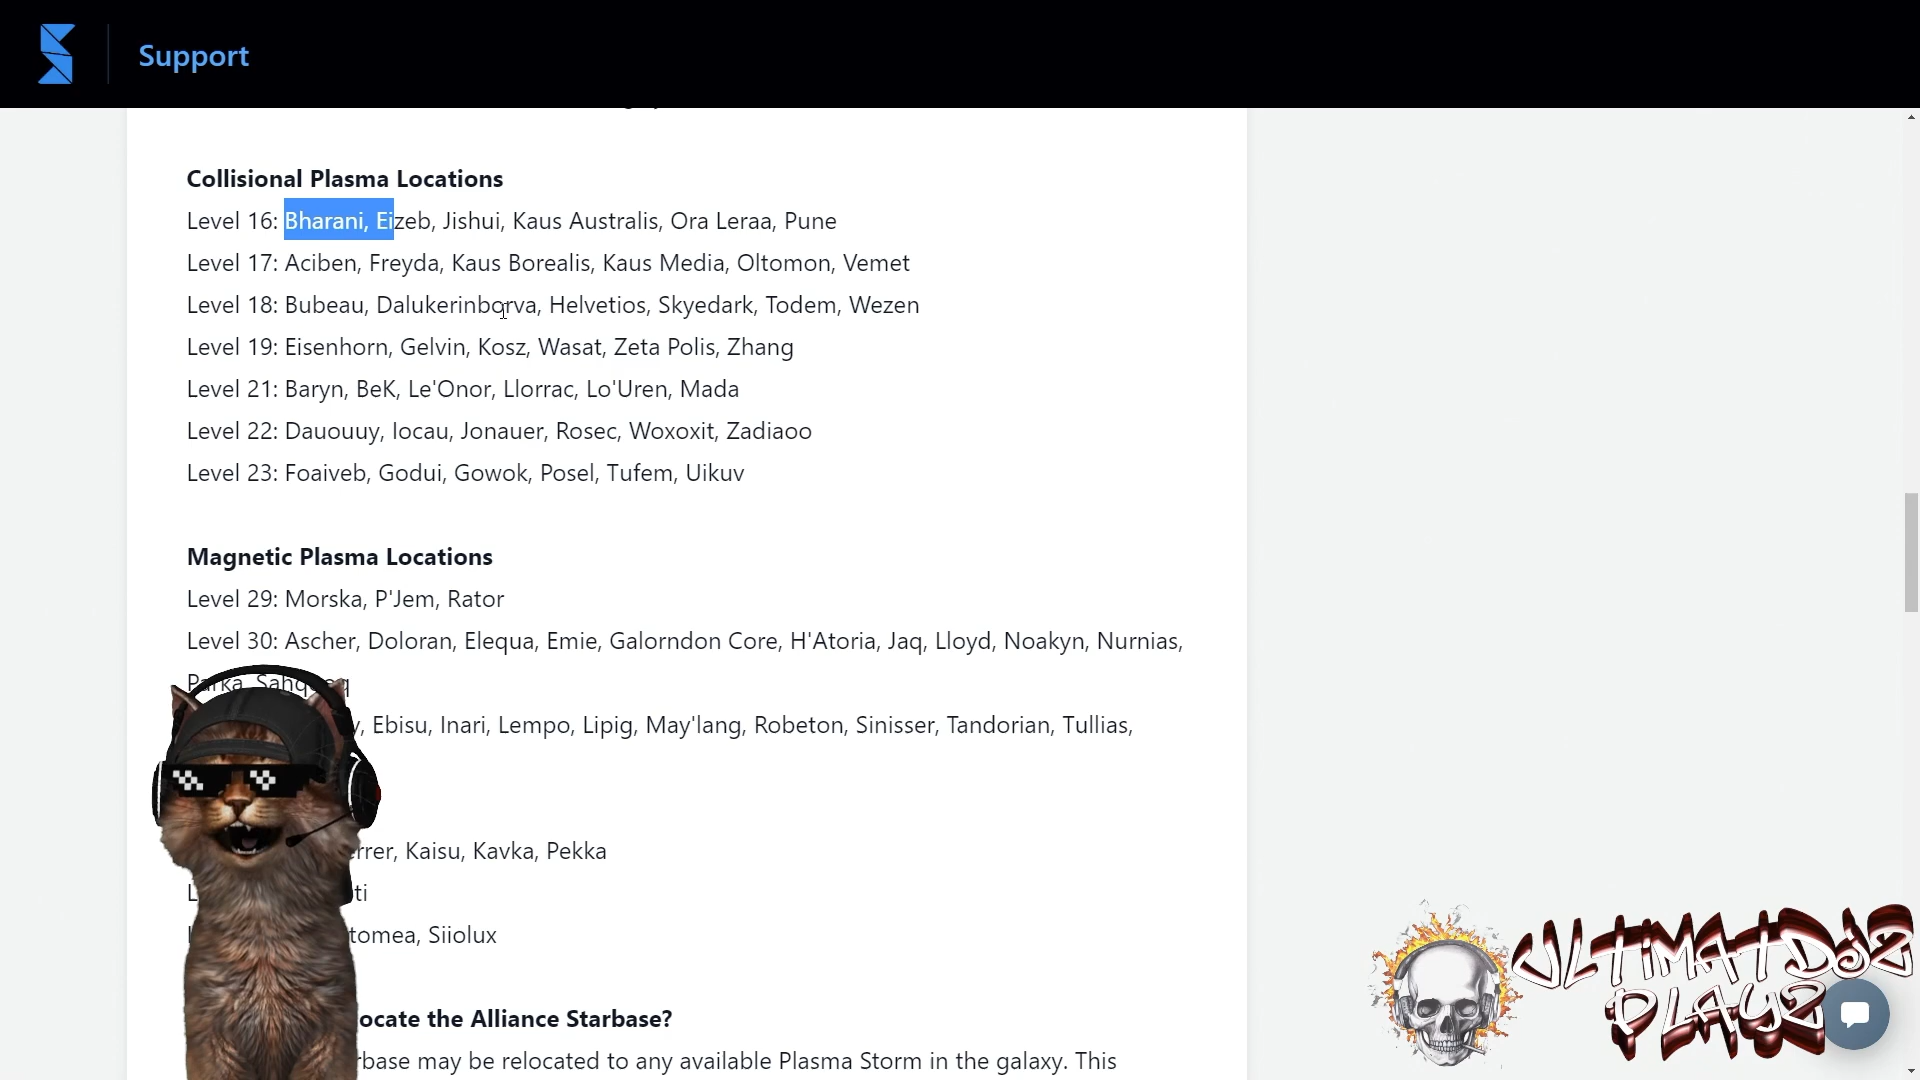 Support
Collisional Plasma Locations
Level 16: Bharani, Eizeb, Jishui, Kaus Australis, Ora Leraa, Pune
Level 17: Aciben, Freyda, Kaus Borealis, Kaus Media, Oltomon, Vemet
Level 18: Bubeau, Dalukerinborva, Helvetios, Skyedark, Todem, Wezen
Level 19: Eisenhorn, Gelvin, Kosz, Wasat, Zeta Polis, Zhang
Level 21: Baryn, BeK, Le'Onor, Llorrac, Lo'Uren, Mada
Level 22: Dauouuy, Iocau, Jonauer, Rosec, Woxoxit, Zadiaoo
Level 23: Foaiveb, Godui, Gowok, Posel, Tufem, Uikuv
Magnetic Plasma Locations
Level 29: Morska, P'Jem, Rator
Level 30: Ascher, Doloran, Elequa, Emie, Galorndon Core, H'Atoria, Jaq, Lloyd, Noakyn, Nurnias,
Parka,
Ebisu, Inari, Lempo, Lipig, May'lang, Robeton, Sinisser, Tandorian, Tullias,
Kaisu, Kavka, Pekka
Siiolux
the Alliance Starbase?
may be relocated to any available Plasma Storm in the galaxy. This
ULTIMATDJZ
PLAYZ